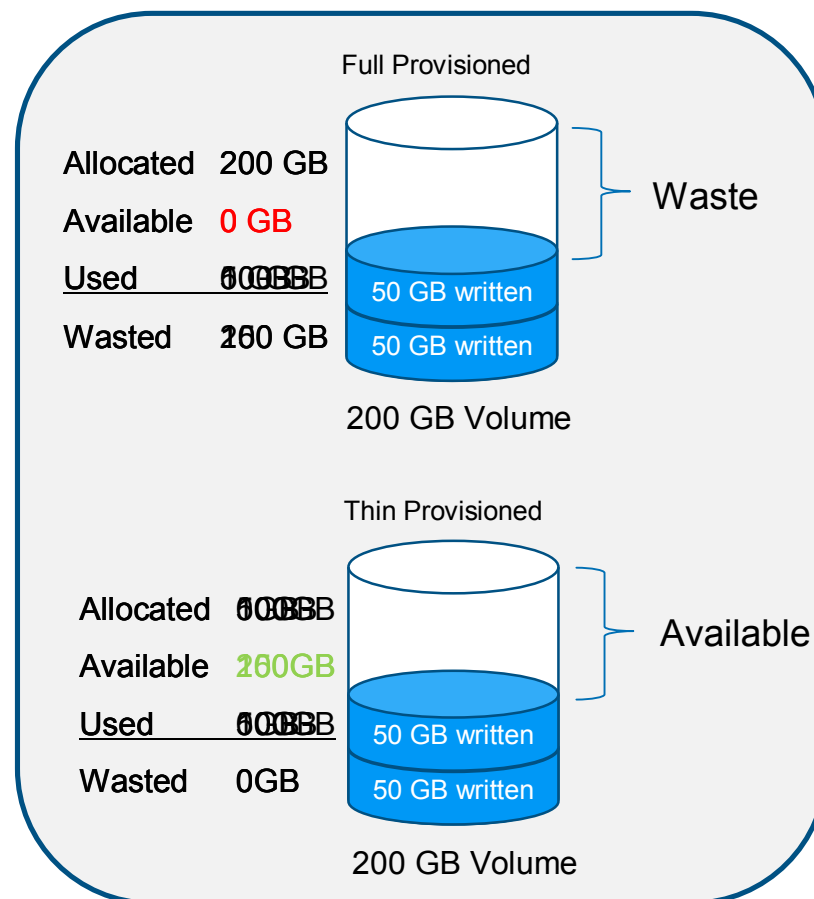 Full Provisioned
Allocated 200 GB
Available 0 GB
Waste
Used
Wasted GB
50 GB written
50 GB written
200 GB Volume
Thin Provisioned
Allocated
Available GB
Available
Used
Wasted 0GB
50 GB written
50 GB written
200 GB Volume